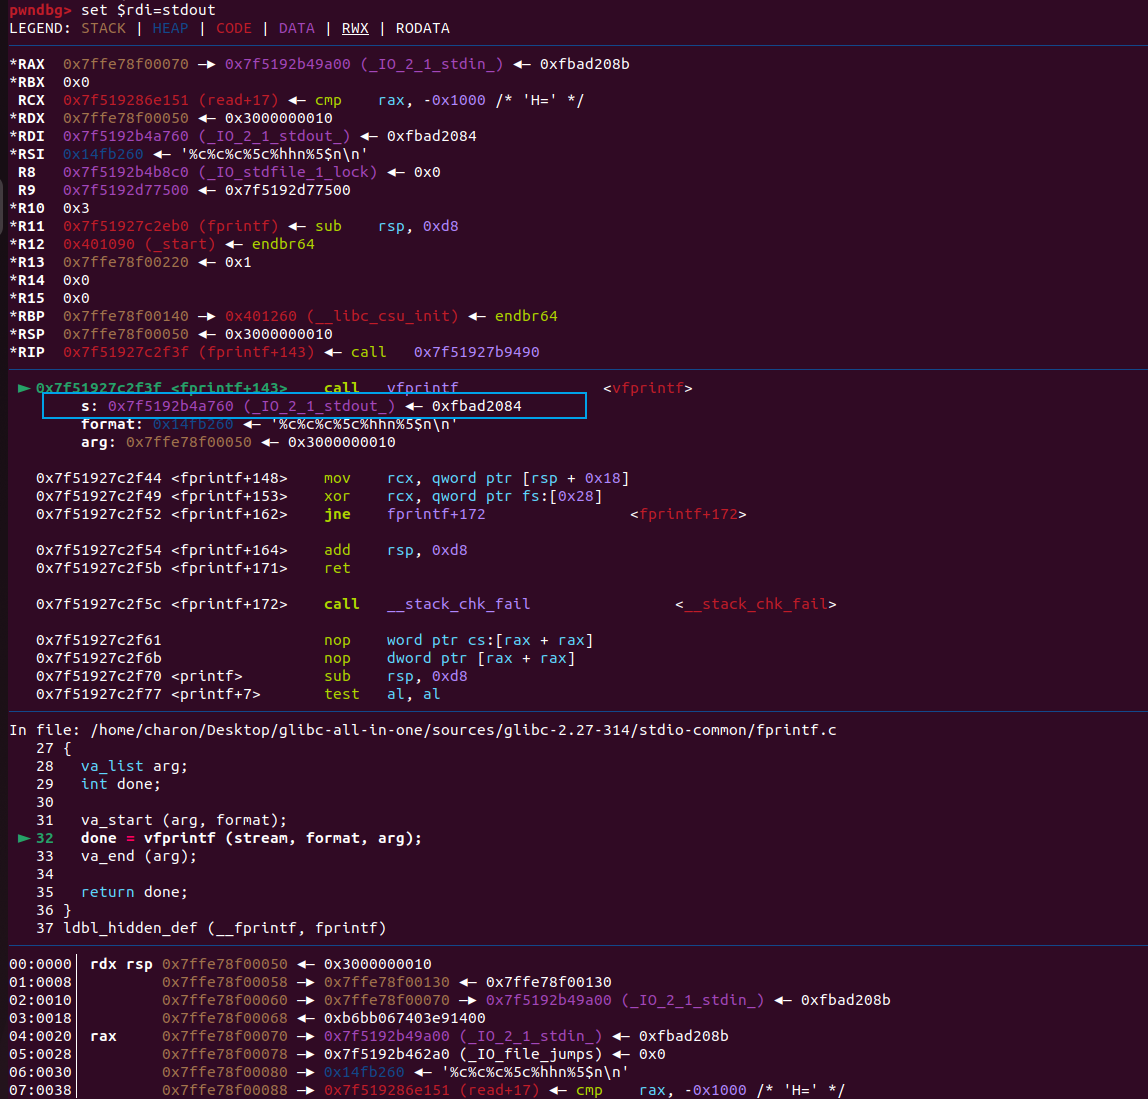 pwndbg> set $rdi=stdout
LEGEND: STACK | HEAP | CODE | DATA | RWX | RODATA
*RAX  0x7ffe78f00070 —▸ 0x7f5192b49a00 (_IO_2_1_stdin_) ◂— 0xfbad208b
*RBX  0x0
 RCX  0x7f519286e151 (read+17) ◂— cmp    rax, -0x1000 /* 'H=' */
*RDX  0x7ffe78f00050 ◂— 0x3000000010
*RDI  0x7f5192b4a760 (_IO_2_1_stdout_) ◂— 0xfbad2084
*RSI  0x14fb260 ◂— '%c%c%c%5c%hhn%5$n\n'
 R8   0x7f5192b4b8c0 (_IO_stdfile_1_lock) ◂— 0x0
 R9   0x7f5192d77500 ◂— 0x7f5192d77500
*R10  0x3
*R11  0x7f51927c2eb0 (fprintf) ◂— sub    rsp, 0xd8
*R12  0x401090 (_start) ◂— endbr64
*R13  0x7ffe78f00220 ◂— 0x1
*R14  0x0
*R15  0x0
*RBP  0x7ffe78f00140 —▸ 0x401260 (__libc_csu_init) ◂— endbr64
*RSP  0x7ffe78f00050 ◂— 0x3000000010
*RIP  0x7f51927c2f3f (fprintf+143) ◂— call   0x7f51927b9490
 ► 0x7f51927c2f3f <fprintf+143>    call   vfprintf                <vfprintf>
        s: 0x7f5192b4a760 (_IO_2_1_stdout_) ◂— 0xfbad2084
        format: 0x14fb260 ◂— '%c%c%c%5c%hhn%5$n\n'
        arg: 0x7ffe78f00050 ◂— 0x3000000010
   0x7f51927c2f44 <fprintf+148>    mov    rcx, qword ptr [rsp + 0x18]
   0x7f51927c2f49 <fprintf+153>    xor    rcx, qword ptr fs:[0x28]
   0x7f51927c2f52 <fprintf+162>    jne    fprintf+172                <fprintf+172>
   0x7f51927c2f54 <fprintf+164>    add    rsp, 0xd8
   0x7f51927c2f5b <fprintf+171>    ret
   0x7f51927c2f5c <fprintf+172>    call   __stack_chk_fail                <__stack_chk_fail>
   0x7f51927c2f61                  nop    word ptr cs:[rax + rax]
   0x7f51927c2f6b                  nop    dword ptr [rax + rax]
   0x7f51927c2f70 <printf>         sub    rsp, 0xd8
   0x7f51927c2f77 <printf+7>       test   al, al
In file: /home/charon/Desktop/glibc-all-in-one/sources/glibc-2.27-314/stdio-common/fprintf.c
   27 {
   28   va_list arg;
   29   int done;
   30
   31   va_start (arg, format);
 ► 32   done = vfprintf (stream, format, arg);
   33   va_end (arg);
   34
   35   return done;
   36 }
   37 ldbl_hidden_def (__fprintf, fprintf)
00:0000│ rdx rsp 0x7ffe78f00050 ◂— 0x3000000010
01:0008│         0x7ffe78f00058 —▸ 0x7ffe78f00130 ◂— 0x7ffe78f00130
02:0010│         0x7ffe78f00060 —▸ 0x7ffe78f00070 —▸ 0x7f5192b49a00 (_IO_2_1_stdin_) ◂— 0xfbad208b
03:0018│         0x7ffe78f00068 ◂— 0xb6bb067403e91400
04:0020│ rax     0x7ffe78f00070 —▸ 0x7f5192b49a00 (_IO_2_1_stdin_) ◂— 0xfbad208b
05:0028│         0x7ffe78f00078 —▸ 0x7f5192b462a0 (_IO_file_jumps) ◂— 0x0
06:0030│         0x7ffe78f00080 —▸ 0x14fb260 ◂— '%c%c%c%5c%hhn%5$n\n'
07:0038│         0x7ffe78f00088 —▸ 0x7f519286e151 (read+17) ◂— cmp    rax, -0x1000 /* 'H=' */